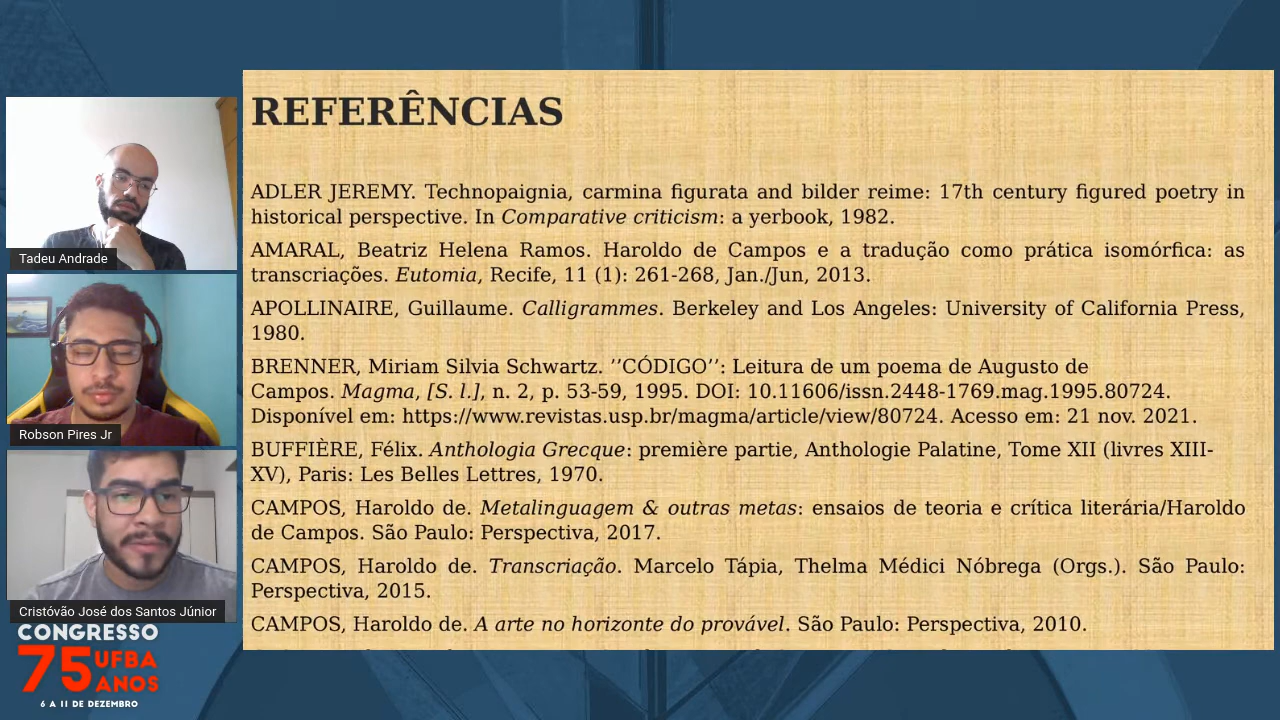 REFERÊNCIAS
ADLER JEREMY. Technopaignia, carmina figurata and bilder reime: 17th century figured poetry in
historical perspective. In Comparative criticism: a yerbook, 1982.
AMARAL, Beatriz Helena Ramos. Haroldo de Campos e a tradução como prática isomórfica: as
transcriações. Eutomia, Recife, 11 (1): 261-268, Jan./Jun, 2013.
APOLLINAIRE, Guillaume. Calligrammes. Berkeley and Los Angeles: University of California Press,
1980.
BRENNER, Miriam Silvia Schwartz. ’’CÓDIGO’’: Leitura de um poema de Augusto de
Campos. Magma, [S. l.], n. 2, p. 53-59, 1995. DOI: 10.11606/issn.2448-1769.mag.1995.80724.
Disponível em: https://www.revistas.usp.br/magma/article/view/80724. Acesso em: 21 nov. 2021.
BUFFIÈRE, Félix. Anthologia Grecque: première partie, Anthologie Palatine, Tome XII (livres XIII-
XV), Paris: Les Belles Lettres, 1970.
CAMPOS, Haroldo de. Metalinguagem & outras metas: ensaios de teoria e crítica literária/Haroldo
de Campos. São Paulo: Perspectiva, 2017.
CAMPOS, Haroldo de. Transcriação. Marcelo Tápia, Thelma Médici Nóbrega (Orgs.). São Paulo:
Perspectiva, 2015.
CAMPOS, Haroldo de. A arte no horizonte do provável. São Paulo: Perspectiva, 2010.
Tadeu Andrade
Robson Pires Jr
Cristóvão José dos Santos Júnior
CONGRESSO
75 UFBA
ANOS
6 A 11 DE DEZEMBRO